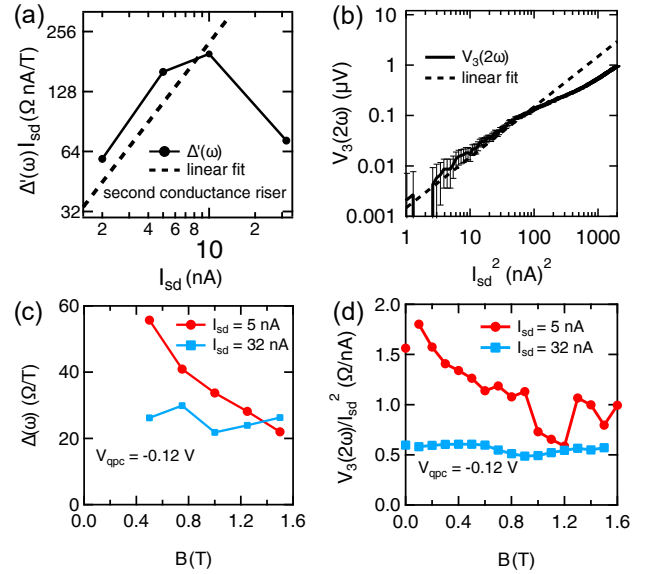 (a)
Δ'(ω) I_sd (Ω nA/T)
256
128
64
32
Δ'(ω)
linear fit
second conductance riser
2 4 6 8 10 2
I_sd (nA)
(b)
V_3(2ω) (μV)
10
1
0.1
0.01
0.001
V_3(2ω)
linear fit
1 10 100 1000
I_sd^2 (nA)^2
(c)
Δ(ω) (Ω/T)
60
40
20
0
I_sd = 5 nA
I_sd = 32 nA
V_qpc = -0.12 V
0.0 0.4 0.8 1.2 1.6
B(T)
(d)
V_3(2ω)/I_sd^2 (Ω/nA)
2.0
1.5
1.0
0.5
0.0
I_sd = 5 nA
I_sd = 32 nA
V_qpc = -0.12 V
0.0 0.4 0.8 1.2 1.6
B(T)